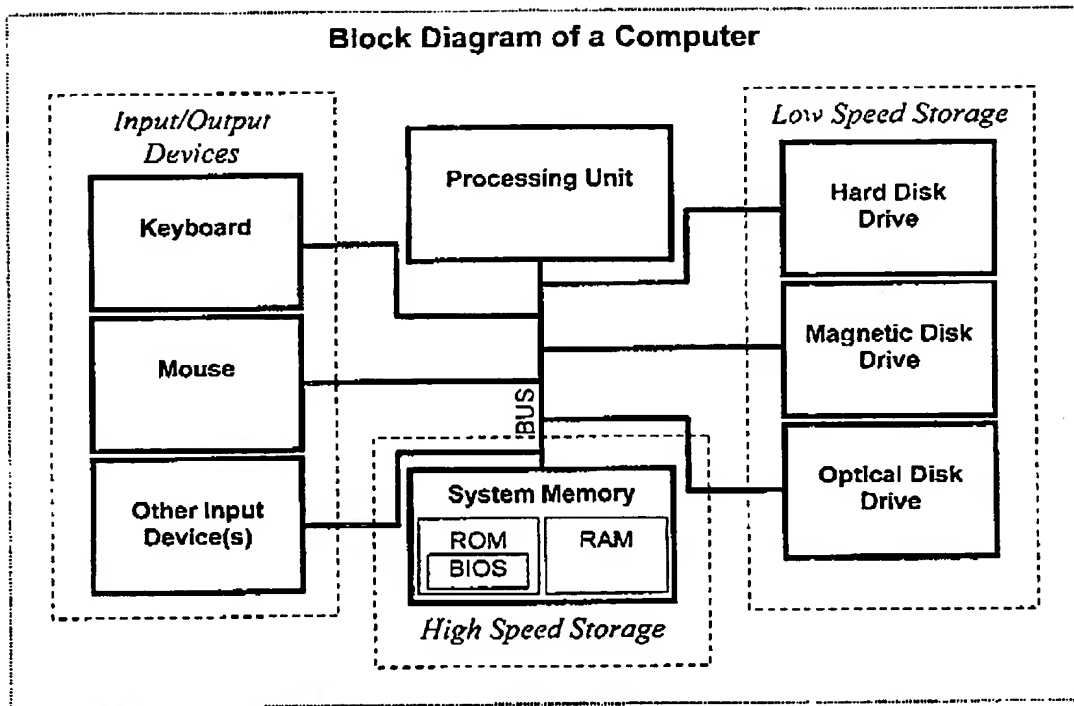 Block Diagram of a Computer
Input/Output
Devices
Keyboard
Mouse
Other Input
Device(s)
Processing Unit
BUS
System Memory
ROM
BIOS
RAM
High Speed Storage
Low Speed Storage
Hard Disk
Drive
Magnetic Disk
Drive
Optical Disk
Drive